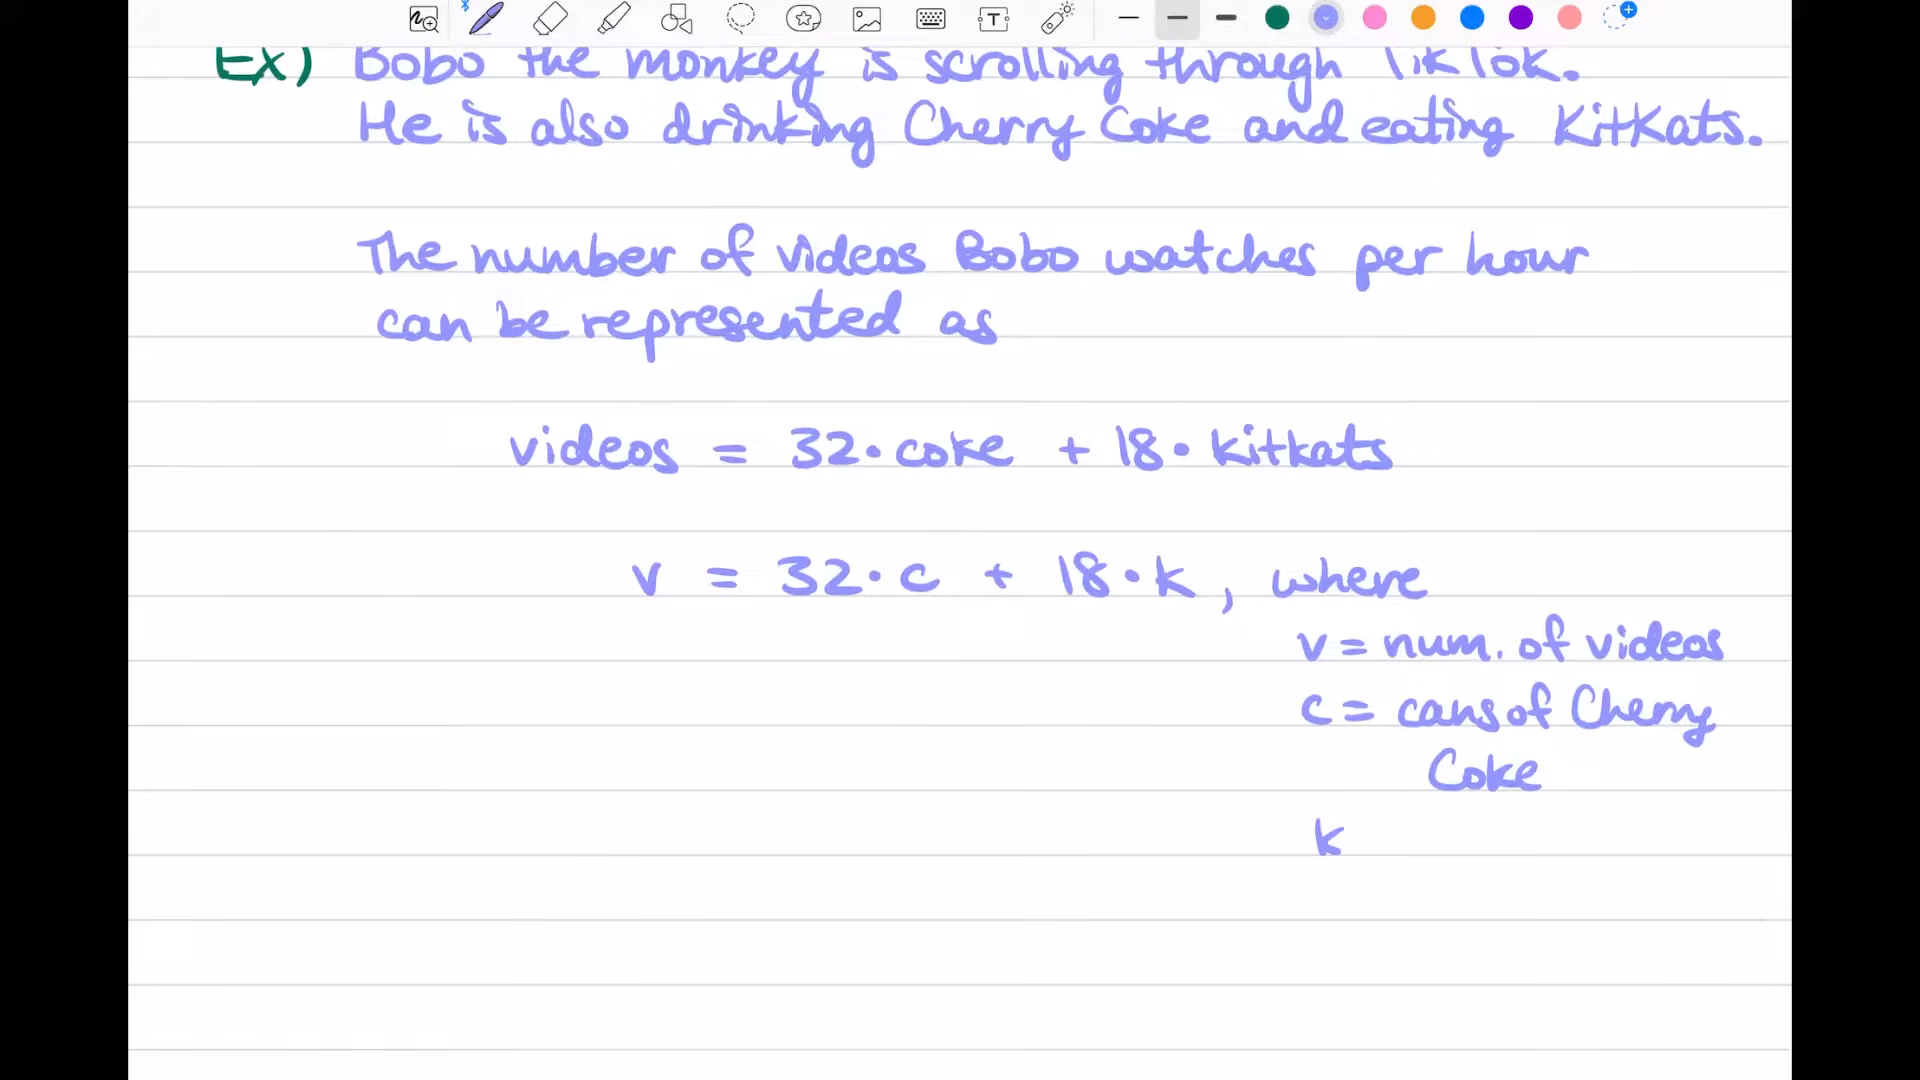 Ex) Bobo the monkey is scrolling through TikTok.
He is also drinking Cherry Coke and eating KitKats.
The number of videos Bobo watches per hour
can be represented as
videos = 32 · coke + 18 · kitkats
v = 32 · c + 18 · k, where
v = num. of videos
c = cans of Cherry
Coke
k